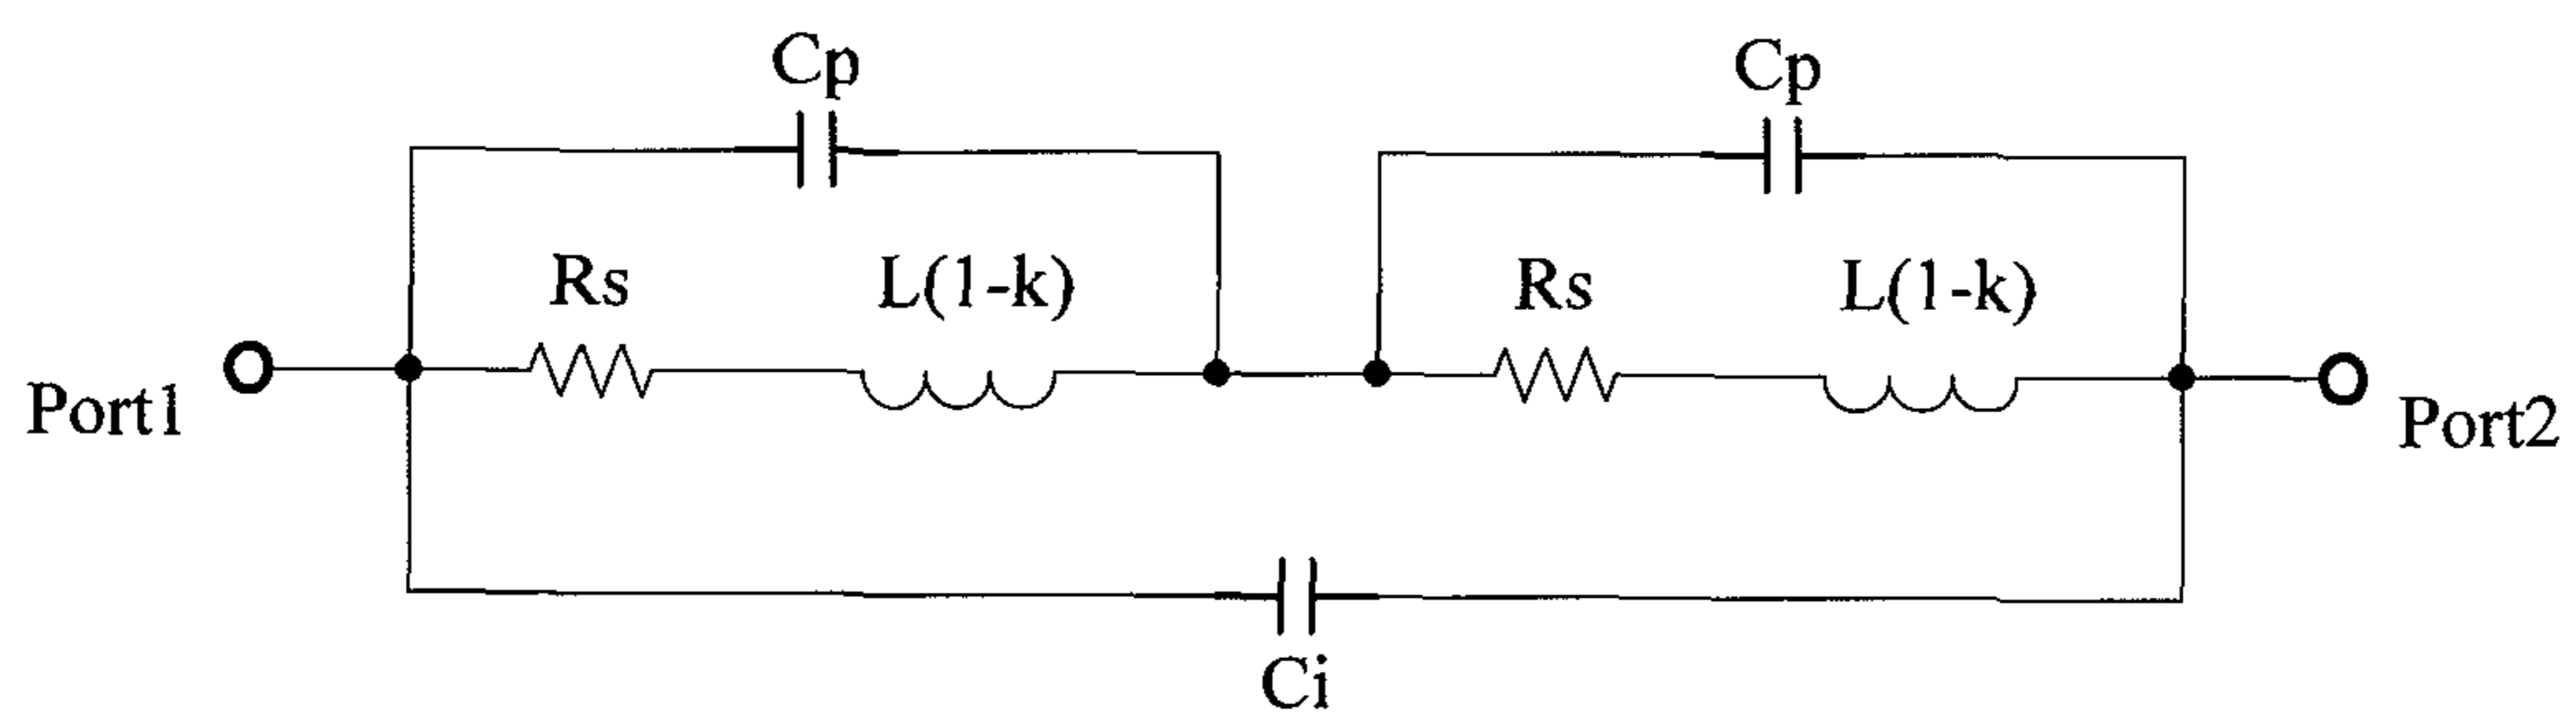 Cp
Cp
Rs
L(1-k)
Rs
L(1-k)
Port1
Port2
Ci